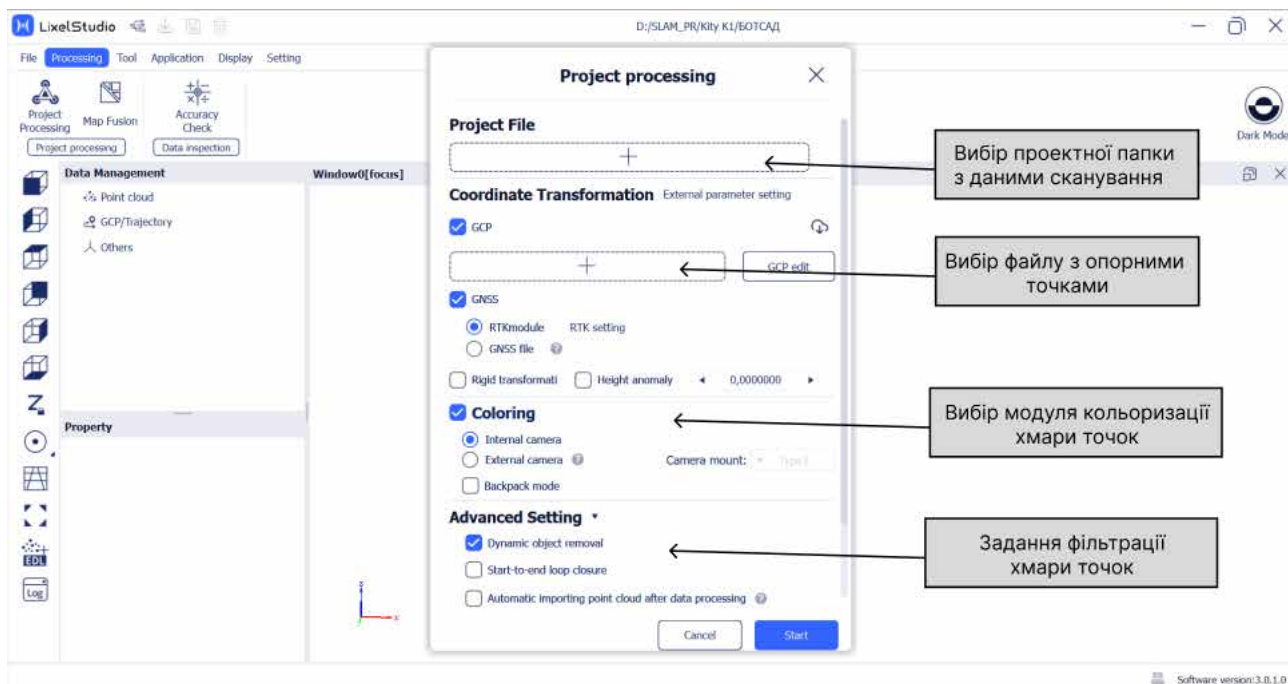 LixelStudio
D:/SLAM_PR/Kity K1/БОТСАД
File Processing Tool Application Display Setting
Project Processing
Map Fusion
Accuracy Check
Project processing
Data inspection
Dark Mode
Data Management
Point cloud
GCP/Trajectory
Others
Property
Window0[focus]
Z
EDL
Log
z
x
Project processing
Project File
+
Coordinate Transformation External parameter setting
GCP
+
GCP edit
GNSS
RTKmodule RTK setting
GNSS file
Rigid transformati Height anomaly 0,0000000
Coloring
Internal camera
External camera Camera mount:
Backpack mode
Advanced Setting
Dynamic object removal
Start-to-end loop closure
Automatic importing point cloud after data processing
Cancel Start
Вибір проектної папки
з даними сканування
Вибір файлу з опорними
точками
Вибір модуля кольоризації
хмари точок
Задання фільтрації
хмари точок
Software version:3.0.1.0